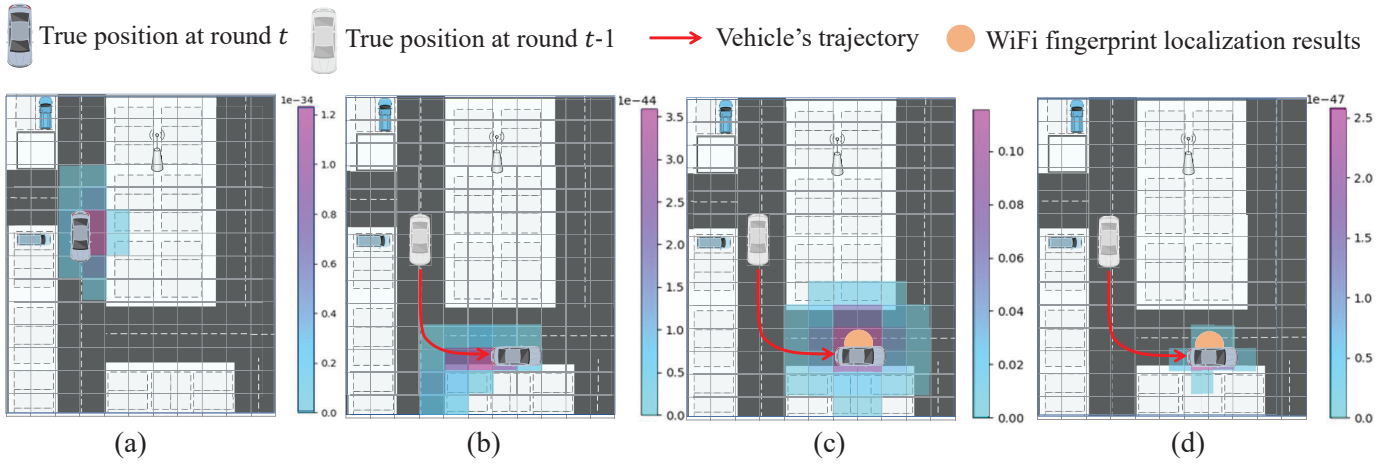 True position at round t
True position at round t-1
Vehicle's trajectory
WiFi fingerprint localization results
1e-34
1.2
1.0
0.8
0.6
0.4
0.2
0.0
(a)
1e-44
3.5
3.0
2.5
2.0
1.5
1.0
0.5
0.0
(b)
0.10
0.08
0.06
0.04
0.02
0.00
(c)
1e-47
2.5
2.0
1.5
1.0
0.5
0.0
(d)